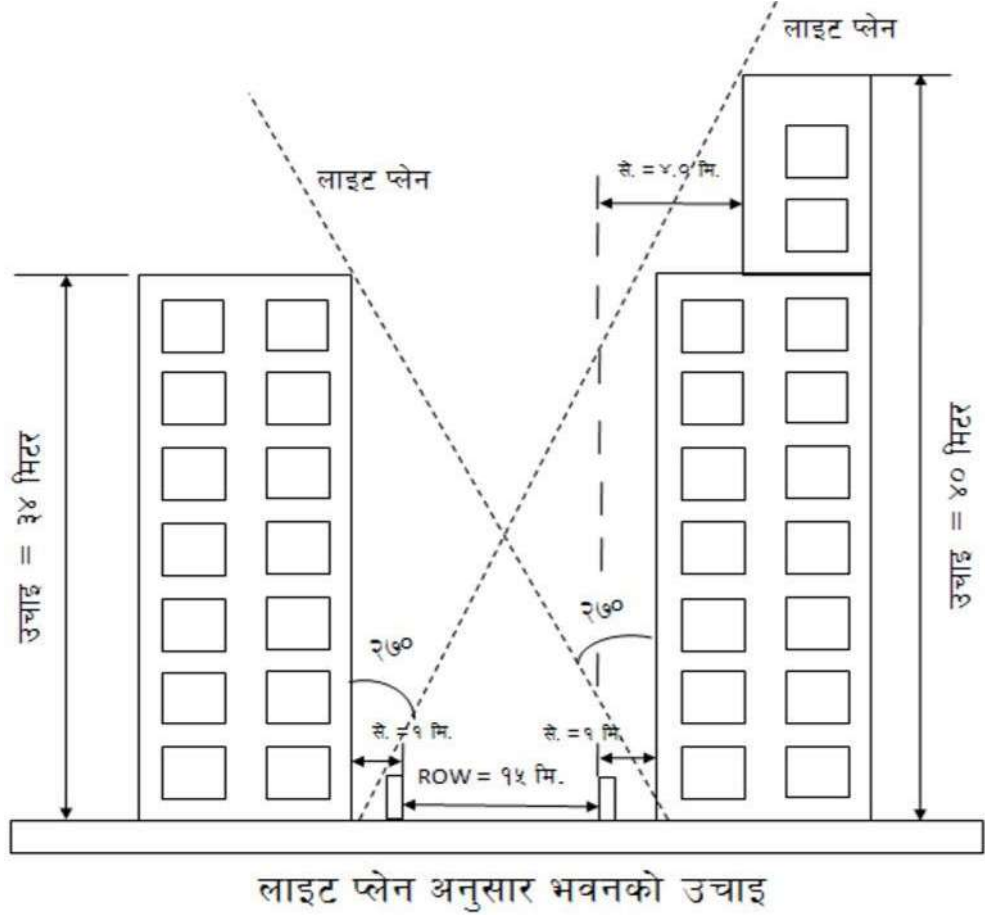 लाइट प्लेन
लाइट प्लेन
से. = ४.० मि.
उचाइ = ३४ मिटर
उचाइ = ४० मिटर
२७०
२७०
से. = १ मि.
से. = १ मि.
ROW = १५ मि.
लाइट प्लेन अनुसार भवनको उचाइ